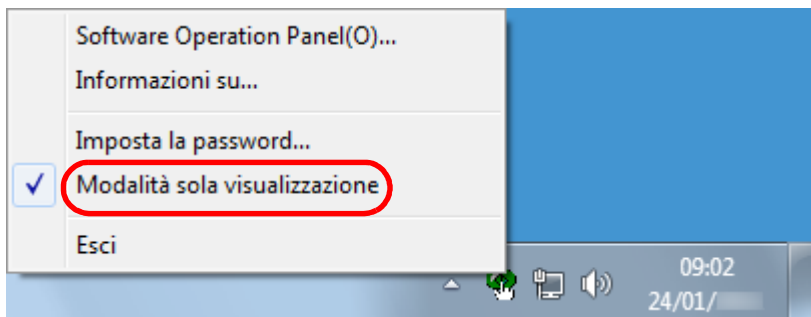 Software Operation Panel(O)...
Informazioni su...
Imposta la password...
Modalità sola visualizzazione
Esci
09:02
24/01/